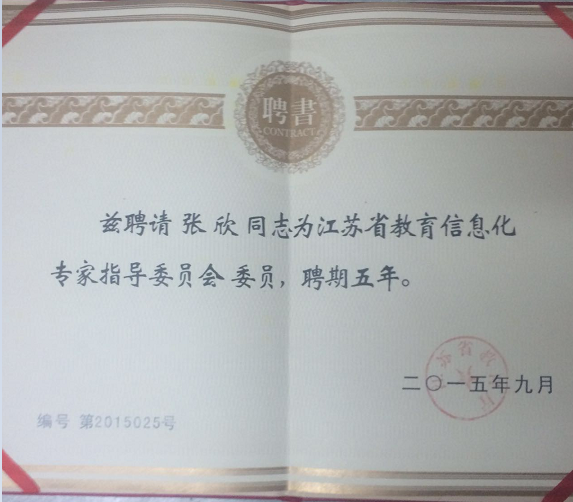 聘書
CONTRACT
兹聘请 张 欣 同志为江苏省教育信息化
专家指导委员会 委员，聘期五年。
二〇一五年九月
编号 第2015025号